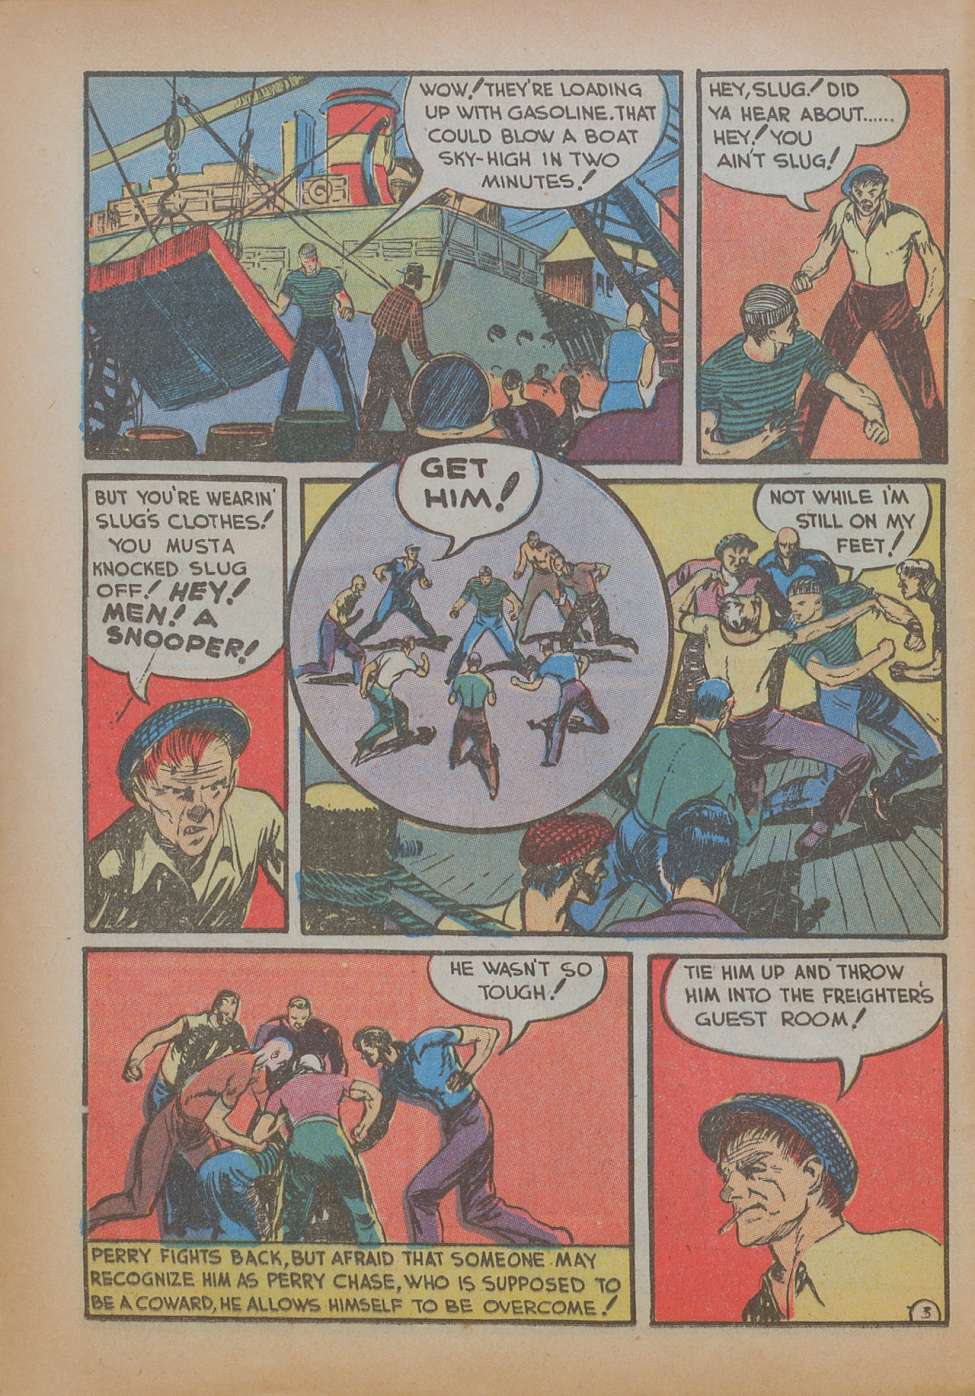 WOW! THEY'RE LOADING
UP WITH GASOLINE. THAT
COULD BLOW A BOAT
SKY-HIGH IN TWO
MINUTES!
HEY, SLUG! DID
YA HEAR ABOUT......
HEY! YOU
AIN'T SLUG!
BUT YOU'RE WEARIN'
SLUG'S CLOTHES!
YOU MUSTA
KNOCKED SLUG
OFF! HEY!
MEN! A
SNOOPER!
GET
HIM!
NOT WHILE I'M
STILL ON MY
FEET!
HE WASN'T SO
TOUGH!
PERRY FIGHTS BACK, BUT AFRAID THAT SOMEONE MAY
RECOGNIZE HIM AS PERRY CHASE, WHO IS SUPPOSED TO
BE A COWARD, HE ALLOWS HIMSELF TO BE OVERCOME!
TIE HIM UP AND THROW
HIM INTO THE FREIGHTER'S
GUEST ROOM!
3